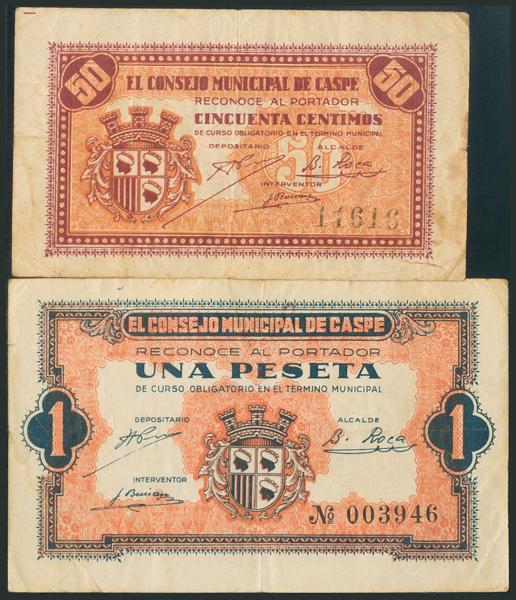 50 50
EL CONSEJO MUNICIPAL DE CASPE
RECONOCE AL PORTADOR
CINCUENTA CENTIMOS
DE CURSO OBLIGATORIO EN EL TERMINO MUNICIPAL
DEPOSITARIO ALCALDE
50
B. Roca
INTERVENTOR
EL CONSEJO MUNICIPAL DE CASPE
RECONOCE AL PORTADOR
UNA PESETA
DE CURSO OBLIGATORIO EN EL TERMINO MUNICIPAL
1 1
DEPOSITARIO ALCALDE
B. Roca
INTERVENTOR
№ 003946